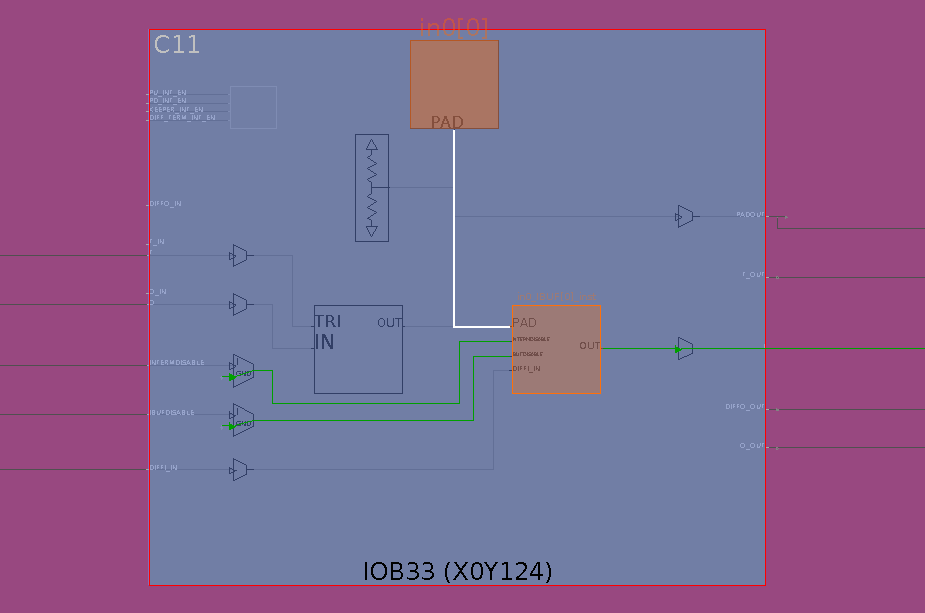 in0[0]
C11
PAD
PU_INT_EN
PD_INT_EN
KEEPER_INT_EN
DIFF_TERM_INT_EN
DIFFO_IN
PADOUT
T_IN
T
T_OUT
O_IN
O
TRI
IN
OUT
PAD
INTERMDISABLE
IBUFDISABLE
DIFFI_IN
OUT
INTERMDISABLE
GND
IBUFDISABLE
GND
DIFFO_OUT
O_OUT
DIFFI_IN
IOB33 (X0Y124)